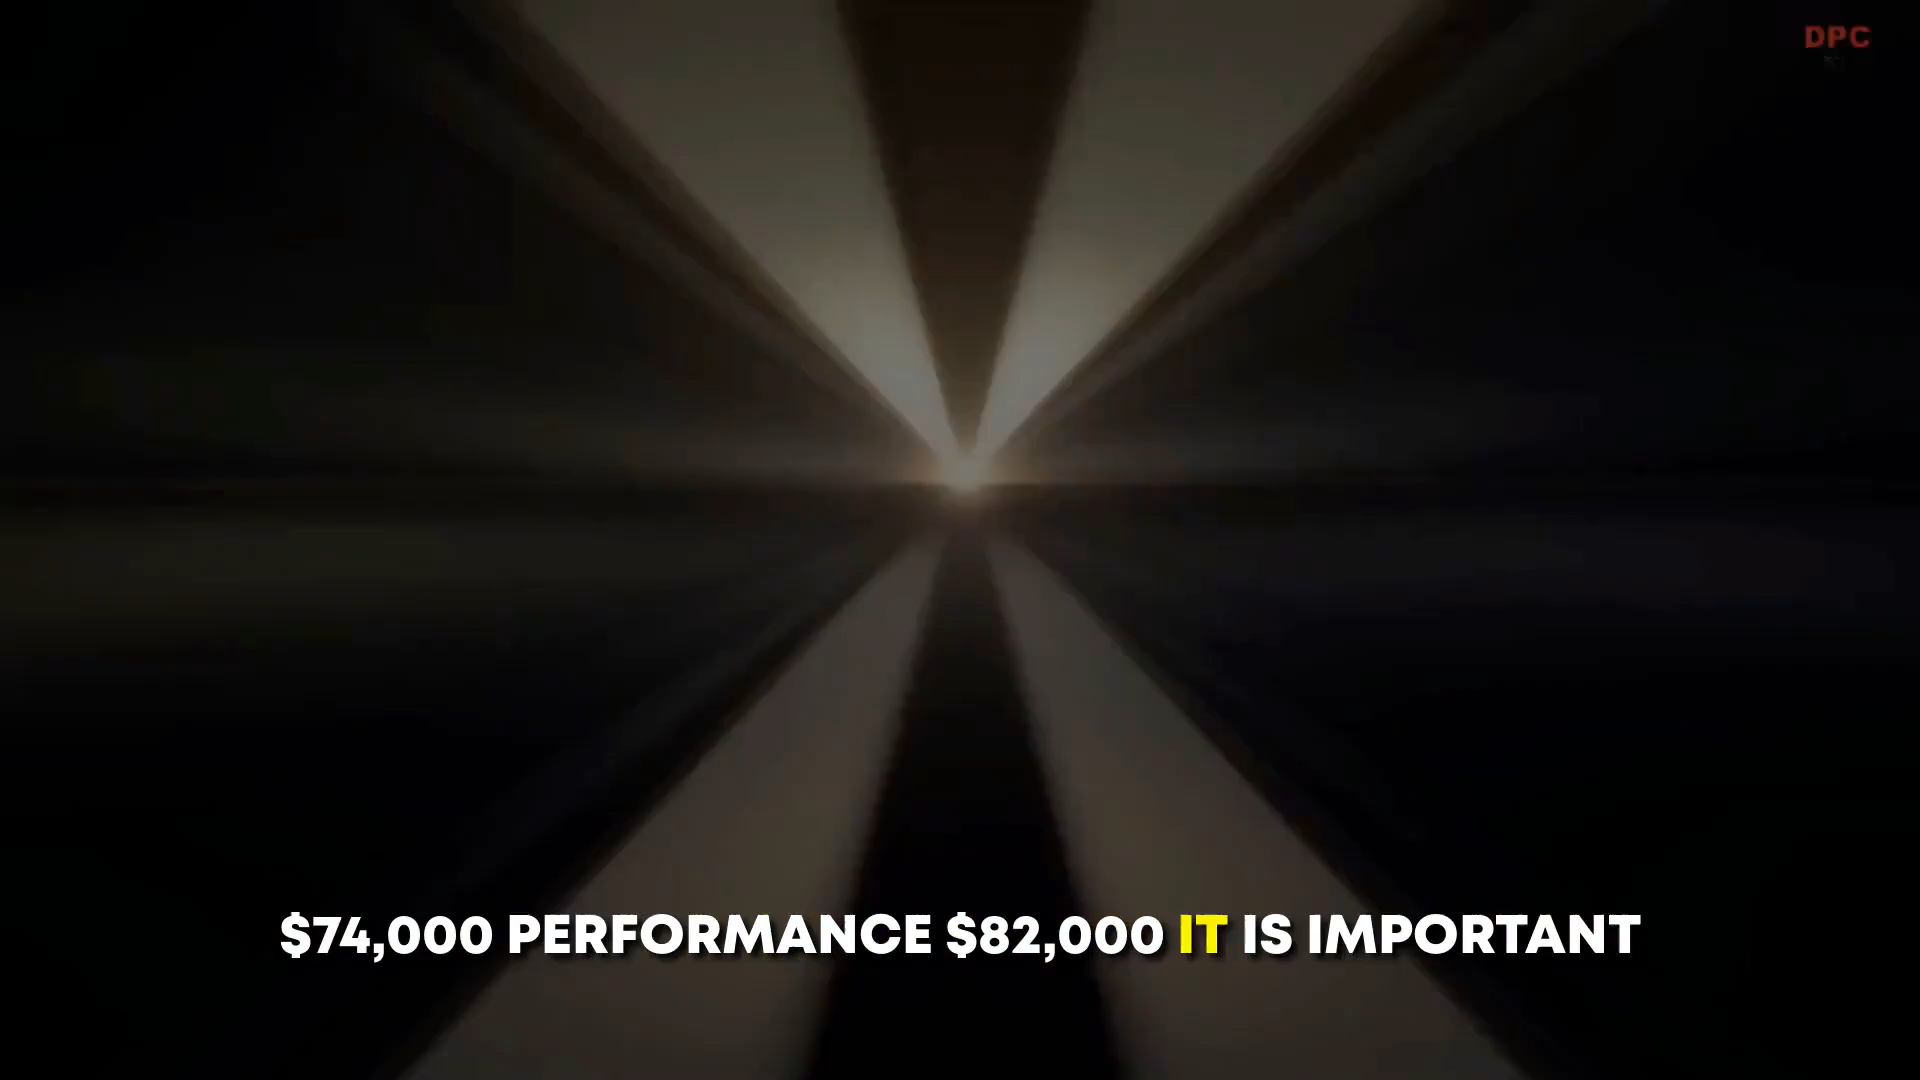 DPC
$74,000 PERFORMANCE $82,000 IT IS IMPORTANT